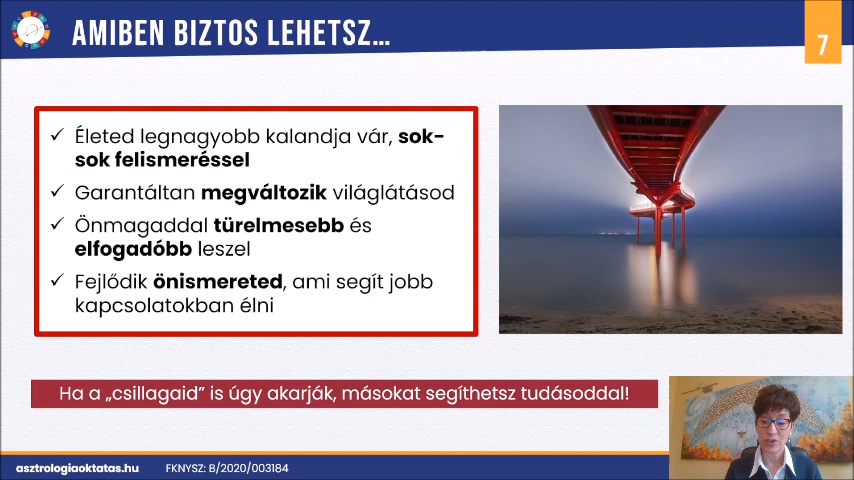 AMIBEN BIZTOS LEHETSZ...
7
✓ Életed legnagyobb kalandja vár, sok-
sok felismeréssel
✓ Garantáltan megváltozik világlátásod
✓ Önmagaddal türelmesebb és
elfogadóbb leszel
✓ Fejlődik önismereted, ami segít jobb
kapcsolatokban élni
Ha a „csillagaid” is úgy akarják, másokat segíthetsz tudásoddal!
asztrologiaoktatas.hu FKNYSZ: B/2020/003184